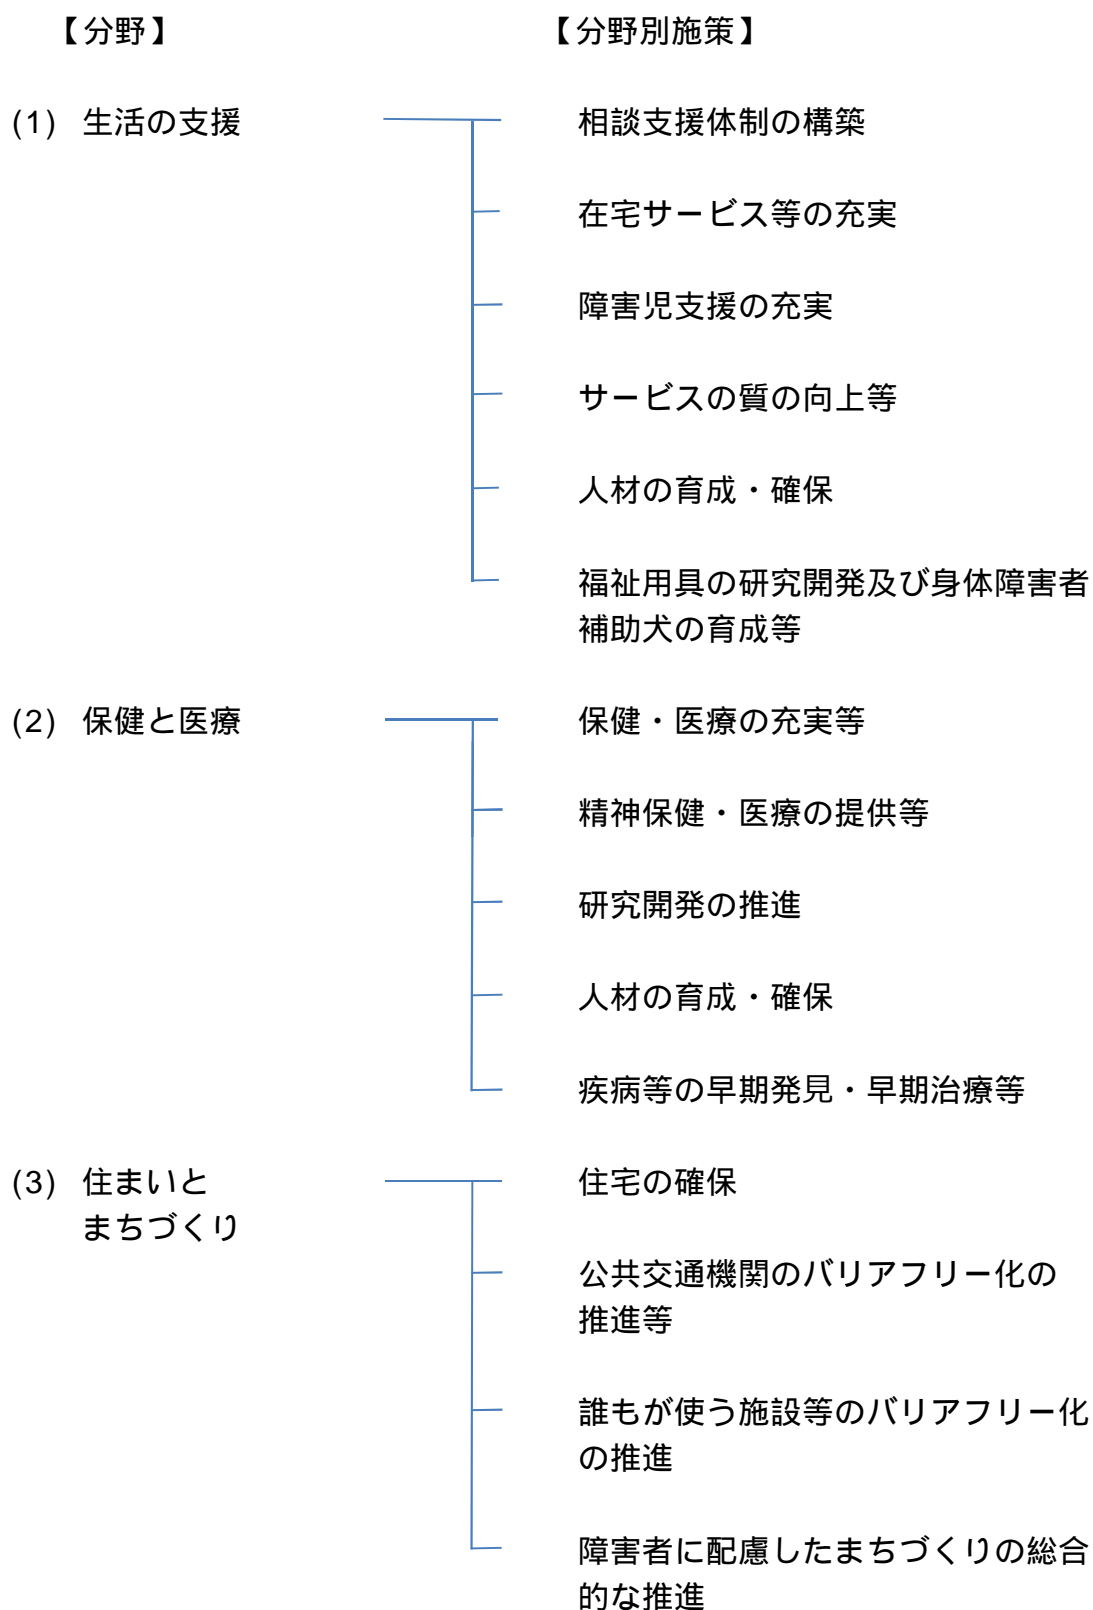 【分野】 【分野別施策】
(1) 生活の支援 相談支援体制の構築
在宅サービス等の充実
障害児支援の充実
サービスの質の向上等
人材の育成・確保
福祉用具の研究開発及び身体障害者
補助犬の育成等
(2) 保健と医療 保健・医療の充実等
精神保健・医療の提供等
研究開発の推進
人材の育成・確保
疾病等の早期発見・早期治療等
(3) 住まいと 住宅の確保
まちづくり
公共交通機関のバリアフリー化の
推進等
誰もが使う施設等のバリアフリー化
の推進
障害者に配慮したまちづくりの総合
的な推進